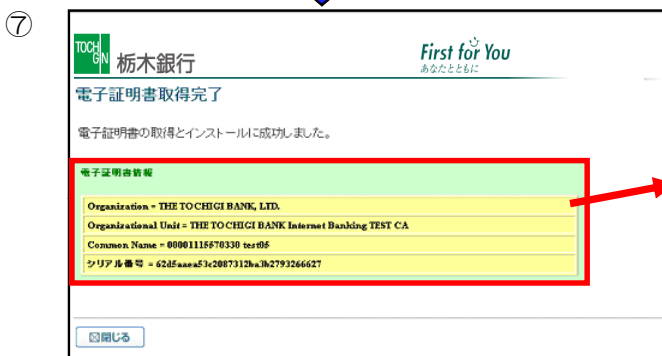 ⑦
TOCHGIN 栃木銀行
First for You
あなたとともに
電子証明書取得完了
電子証明書の取得とインストールに成功しました。
電子証明書情報
Organization = THE TOCHIGI BANK, LTD.
Organizational Unit = THE TOCHIGI BANK Internet Banking TEST CA
Common Name = 00001115570330 test05
シリアル番号 = 62d5aaea53c2087312ba3b2793266627
閉じる